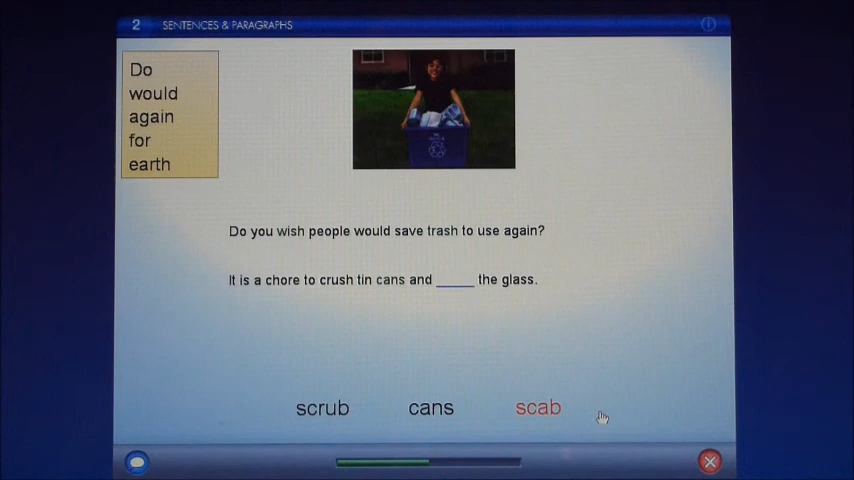 2 SENTENCES & PARAGRAPHS
Do
would
again
for
earth
Do you wish people would save trash to use again?
It is a chore to crush tin cans and _____ the glass.
scrub cans scab